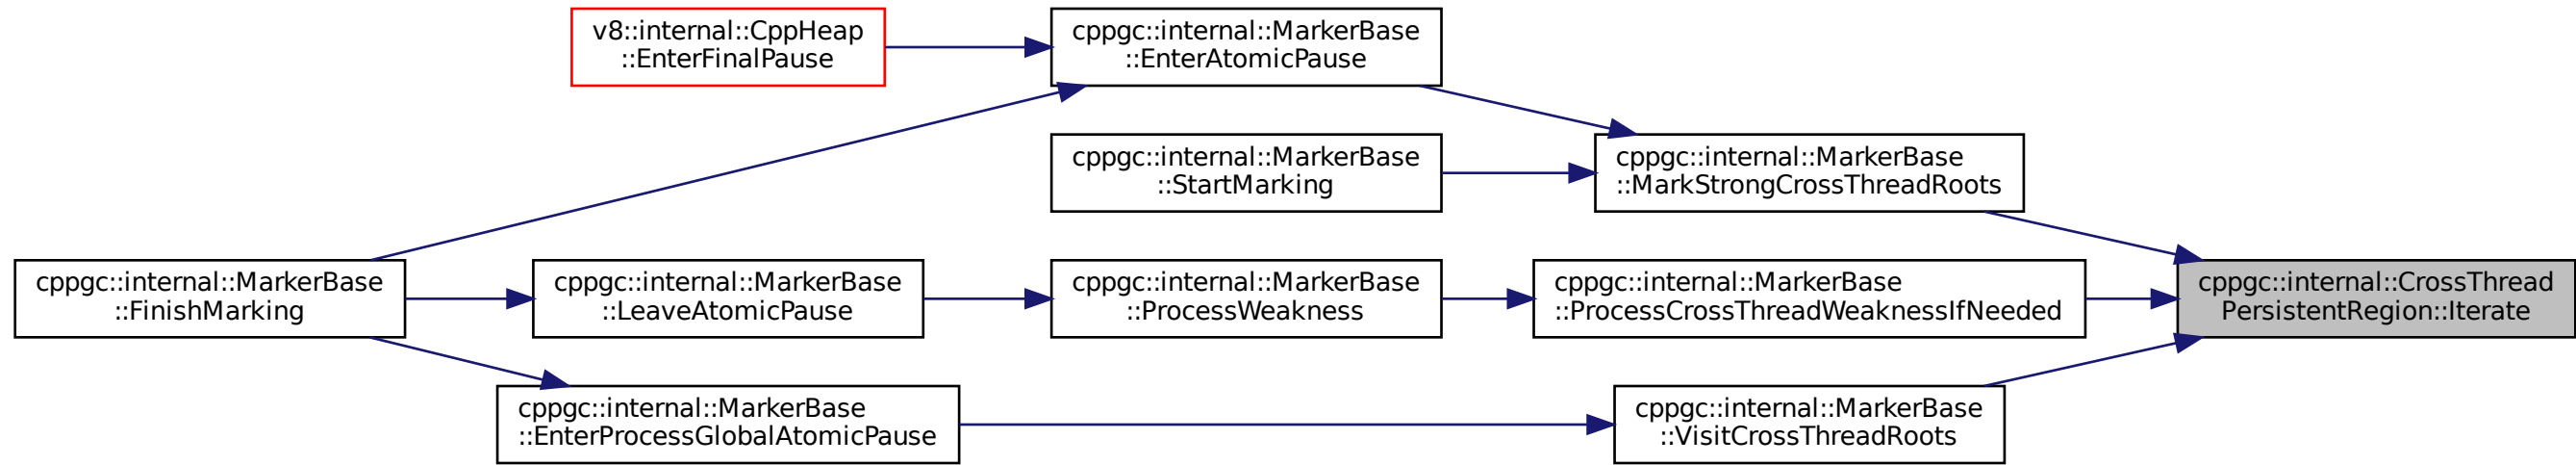 v8::internal::CppHeap
::EnterFinalPause
cppgc::internal::MarkerBase
::EnterAtomicPause
cppgc::internal::MarkerBase
::StartMarking
cppgc::internal::MarkerBase
::MarkStrongCrossThreadRoots
cppgc::internal::MarkerBase
::FinishMarking
cppgc::internal::MarkerBase
::LeaveAtomicPause
cppgc::internal::MarkerBase
::ProcessWeakness
cppgc::internal::MarkerBase
::ProcessCrossThreadWeaknessIfNeeded
cppgc::internal::CrossThread
PersistentRegion::Iterate
cppgc::internal::MarkerBase
::EnterProcessGlobalAtomicPause
cppgc::internal::MarkerBase
::VisitCrossThreadRoots